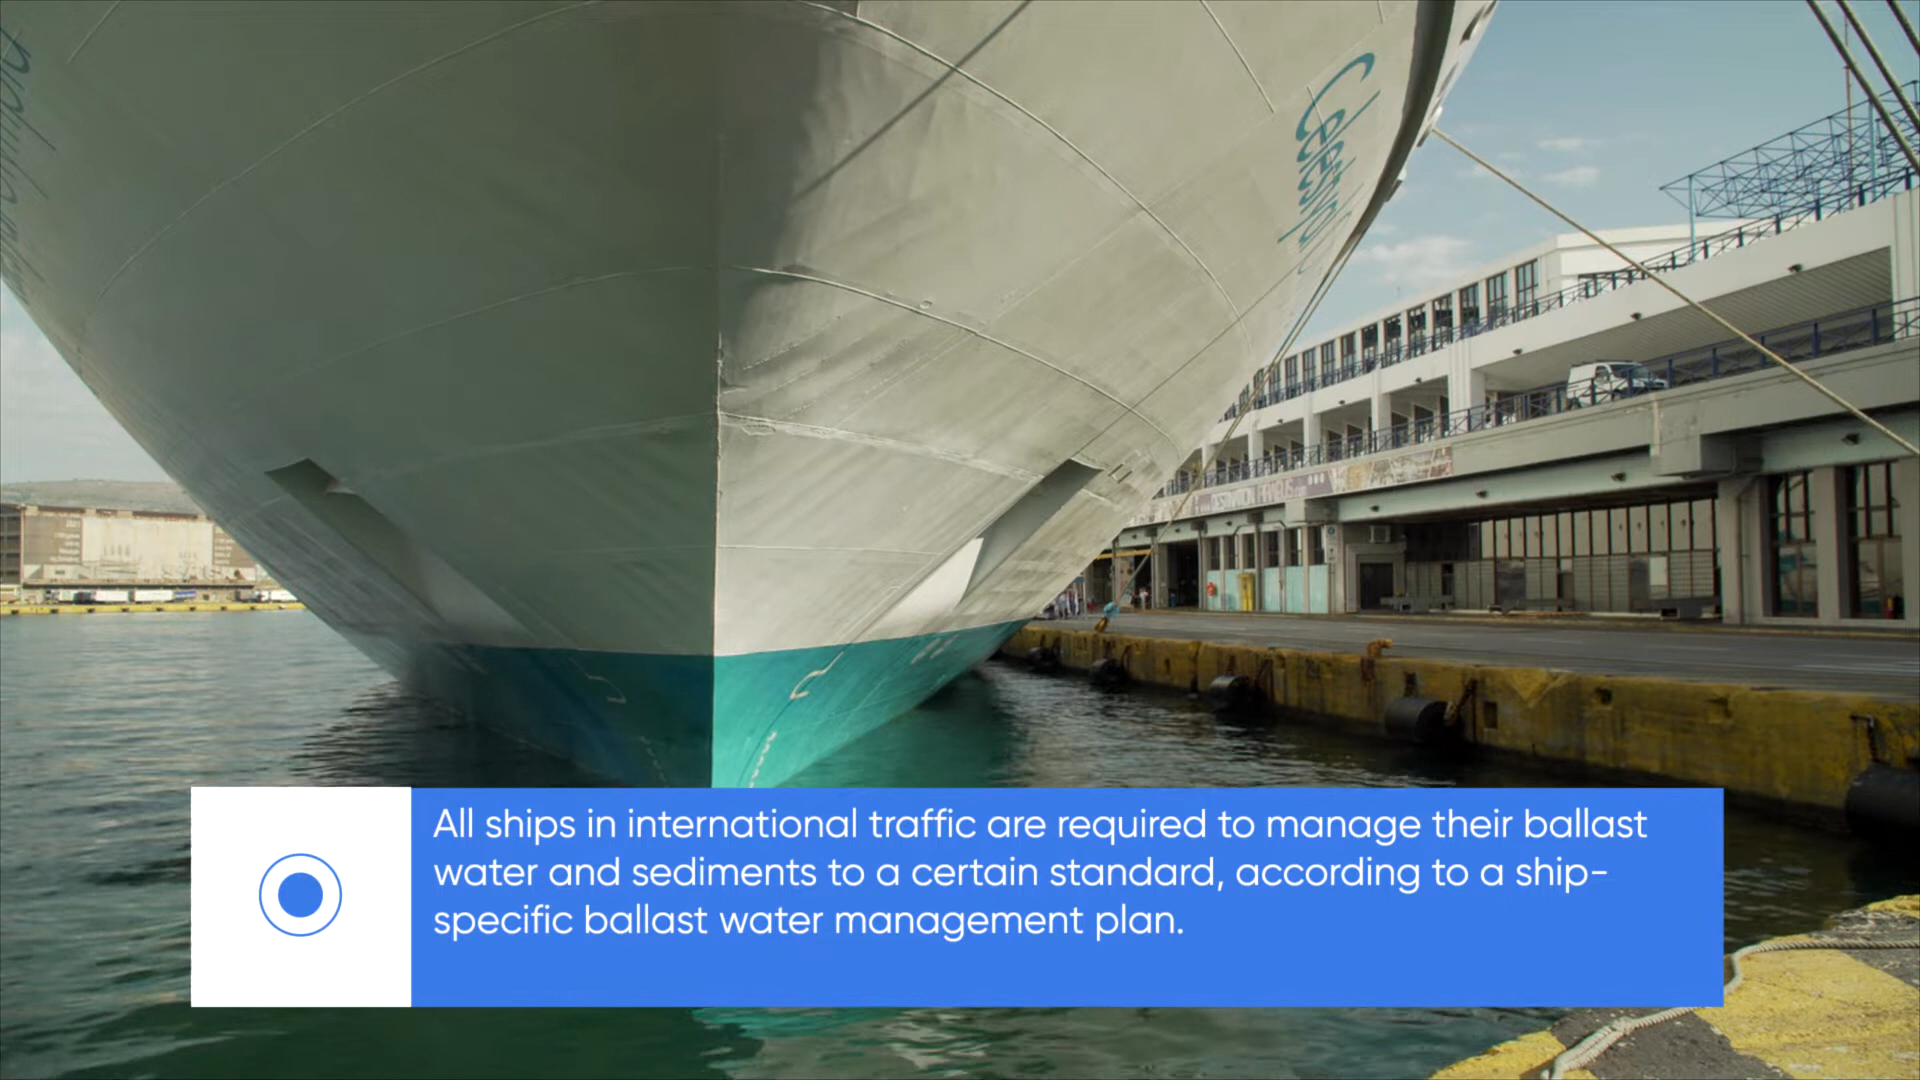 Celesty
All ships in international traffic are required to manage their ballast
water and sediments to a certain standard, according to a ship-
specific ballast water management plan.